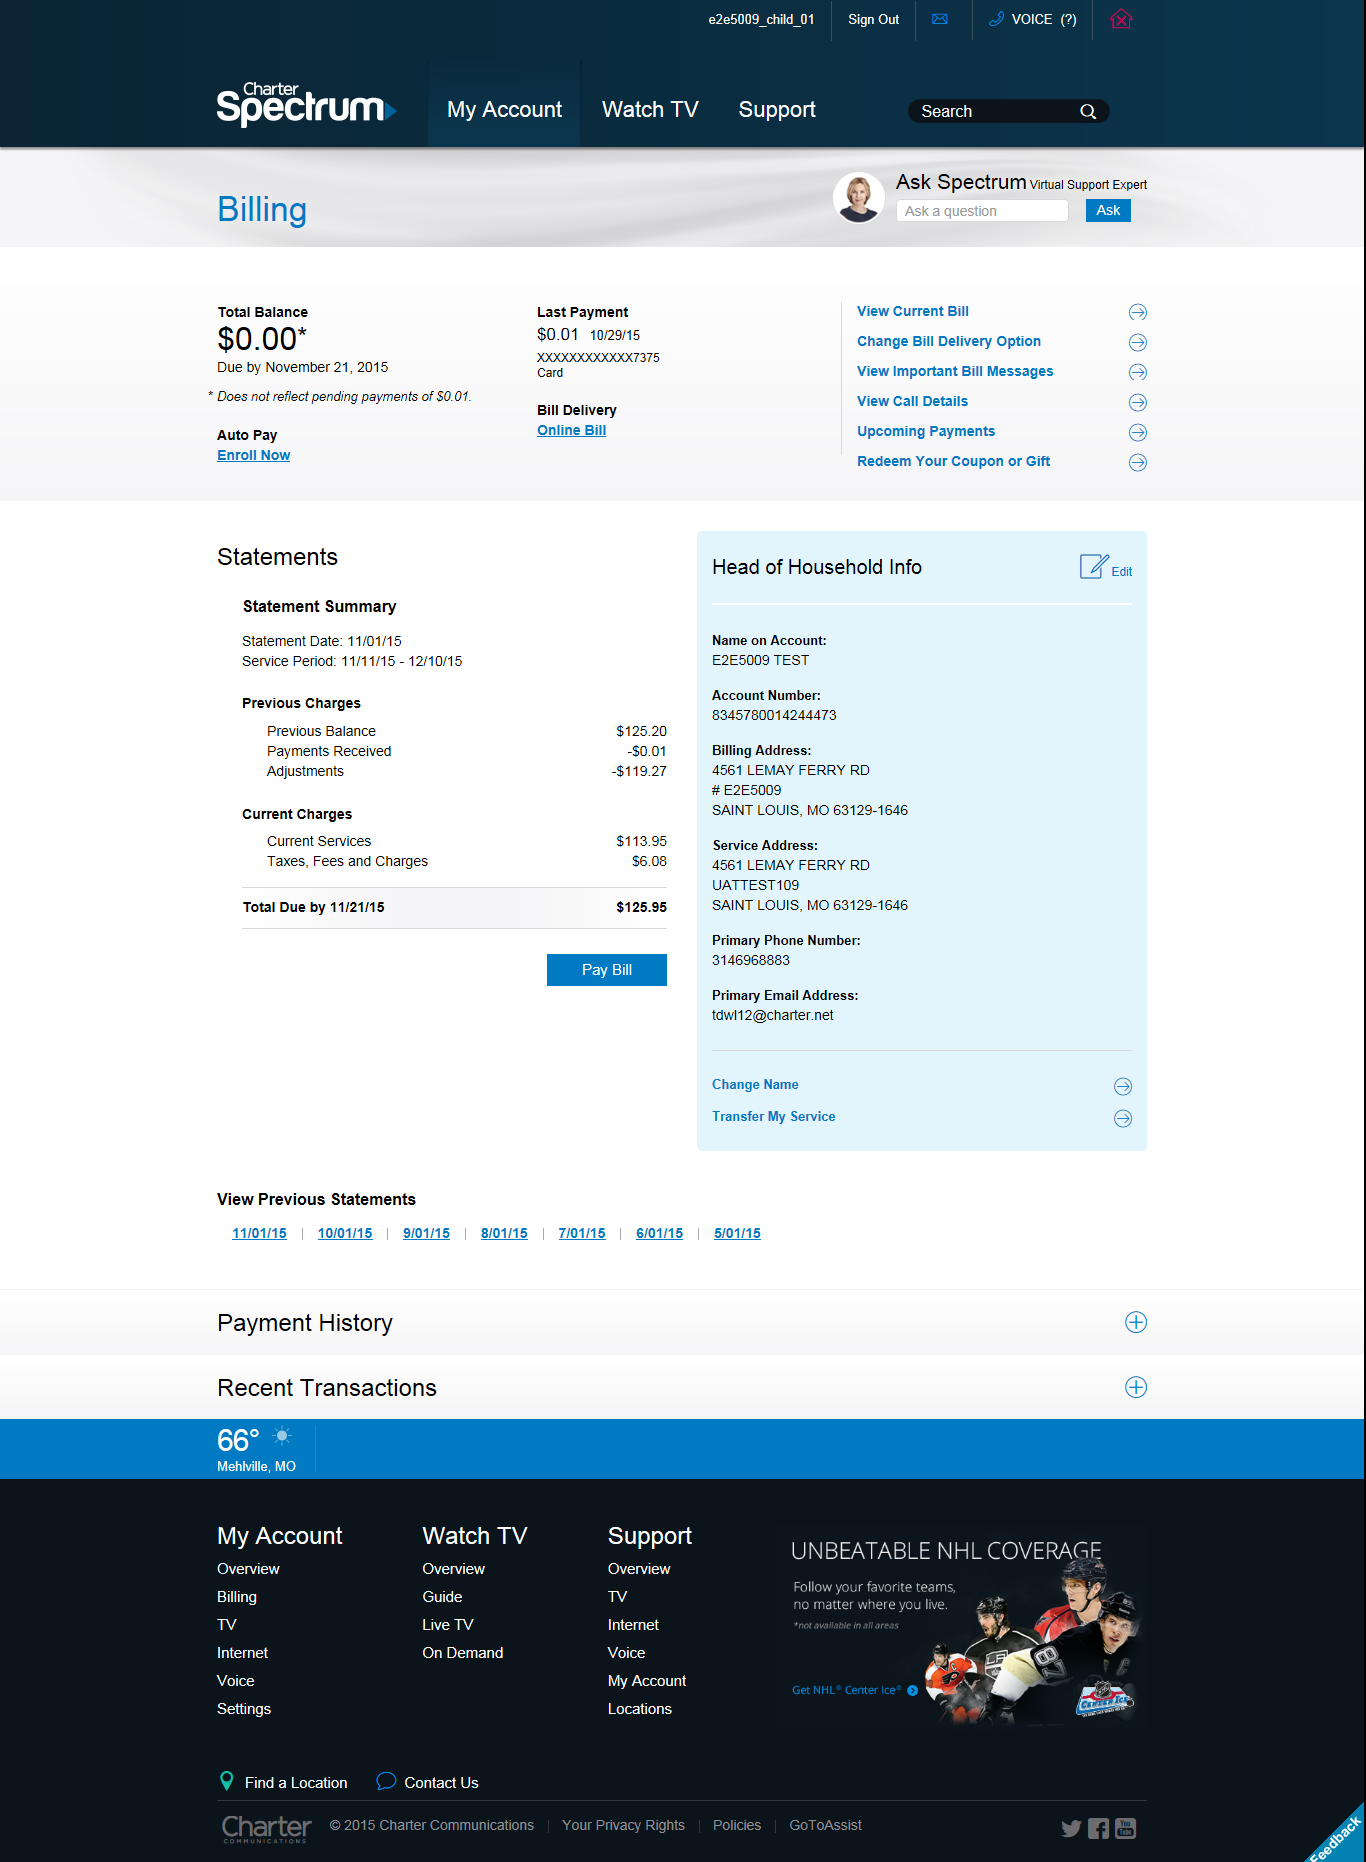 e2e5009_child_01
Sign Out
VOICE (?)
Charter
Spectrum
My Account
Watch TV
Support
Search
Billing
Ask Spectrum Virtual Support Expert
Ask a question
Ask
Total Balance
$0.00*
Due by November 21, 2015
* Does not reflect pending payments of $0.01.
Auto Pay
Enroll Now
Last Payment
$0.01 10/29/15
XXXXXXXXXXXX7375
Card
Bill Delivery
Online Bill
View Current Bill
Change Bill Delivery Option
View Important Bill Messages
View Call Details
Upcoming Payments
Redeem Your Coupon or Gift
Statements
Statement Summary
Statement Date: 11/01/15
Service Period: 11/11/15 - 12/10/15
Previous Charges
Previous Balance $125.20
Payments Received -$0.01
Adjustments -$119.27
Current Charges
Current Services $113.95
Taxes, Fees and Charges $6.08
Total Due by 11/21/15 $125.95
Pay Bill
Head of Household Info
Edit
Name on Account:
E2E5009 TEST
Account Number:
8345780014244473
Billing Address:
4561 LEMAY FERRY RD
# E2E5009
SAINT LOUIS, MO 63129-1646
Service Address:
4561 LEMAY FERRY RD
UATTEST109
SAINT LOUIS, MO 63129-1646
Primary Phone Number:
3146968883
Primary Email Address:
tdwl12@charter.net
Change Name
Transfer My Service
View Previous Statements
11/01/15 | 10/01/15 | 9/01/15 | 8/01/15 | 7/01/15 | 6/01/15 | 5/01/15
Payment History
Recent Transactions
66°
Mehlville, MO
My Account
Overview
Billing
TV
Internet
Voice
Settings
Watch TV
Overview
Guide
Live TV
On Demand
Support
Overview
TV
Internet
Voice
My Account
Locations
UNBEATABLE NHL COVERAGE
Follow your favorite teams,
no matter where you live.
*not available in all areas
Get NHL® Center Ice®
LA
87
C
CENTER ICE
Find a Location
Contact Us
Charter
COMMUNICATIONS
© 2015 Charter Communications | Your Privacy Rights | Policies | GoToAssist
You
Tube
Feedback